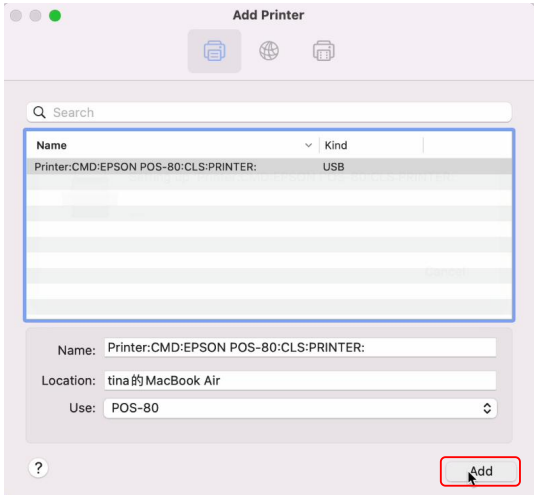 Add Printer
Search
Name Kind
Printer:CMD:EPSON POS-80:CLS:PRINTER: USB
Name: Printer:CMD:EPSON POS-80:CLS:PRINTER:
Location: tina的MacBook Air
Use: POS-80
? Add